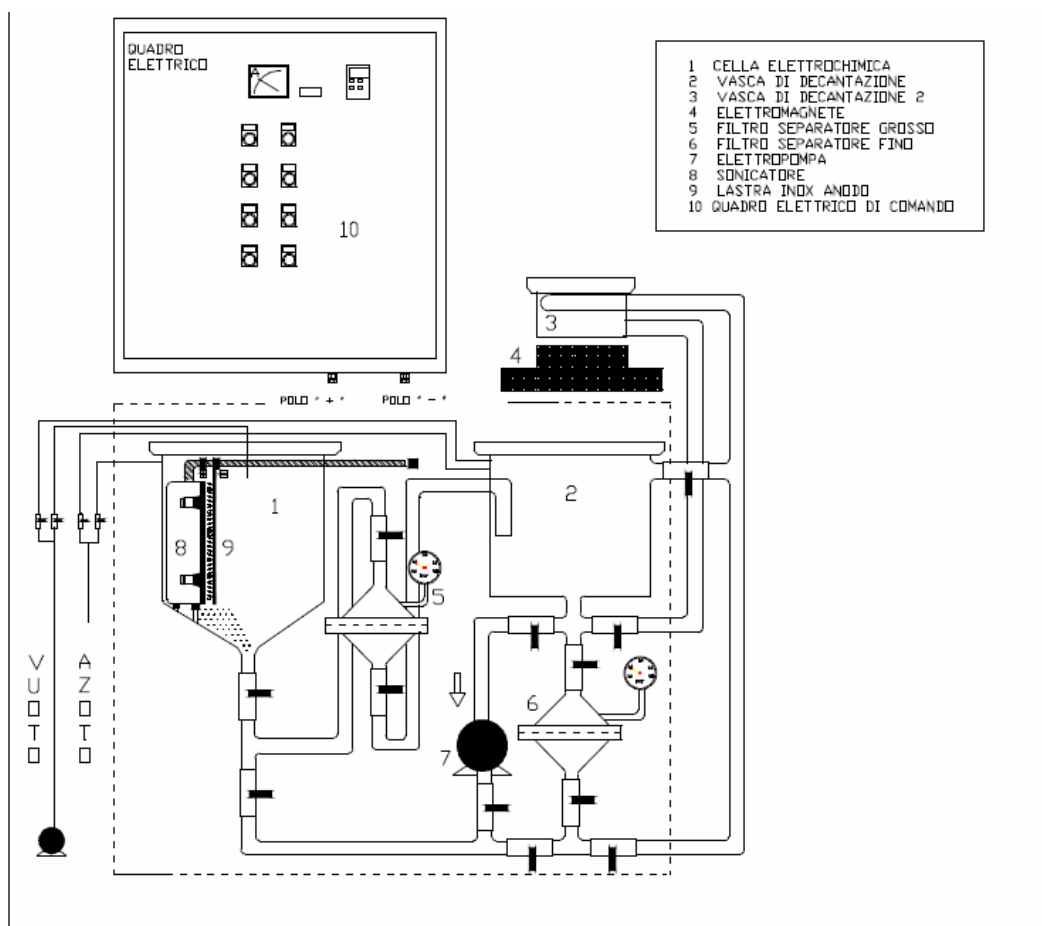 QUADRO
ELETTRICO
A
10
1 CELLA ELETTROCHIMICA
2 VASCA DI DECANTAZIONE
3 VASCA DI DECANTAZIONE 2
4 ELETTROMAGNETE
5 FILTRO SEPARATORE GROSSO
6 FILTRO SEPARATORE FINO
7 ELETTROPOMPA
8 SONICATORE
9 LASTRA INOX ANODO
10 QUADRO ELETTRICO DI COMANDO
3
4
POLO " + "
POLO " - "
1
2
8
9
5
6
7
VUOTO
AZOTO